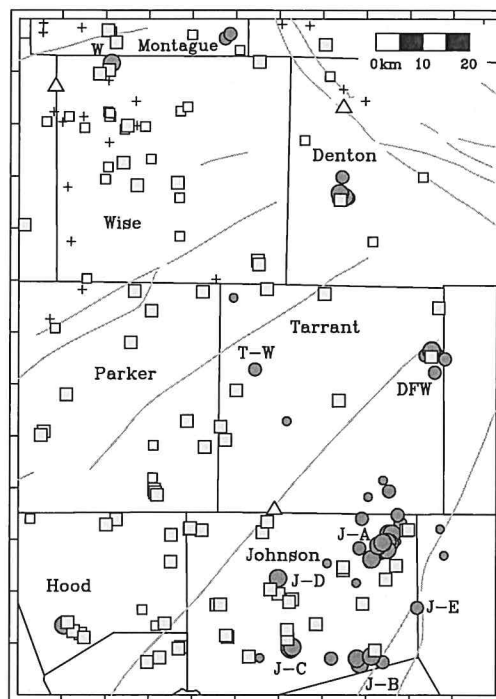 W
Montague
0km 10 20
Denton
Wise
Tarrant
T-W
Parker
DFW
J-A
Johnson
J-D
Hood
J-E
J-C
J-B